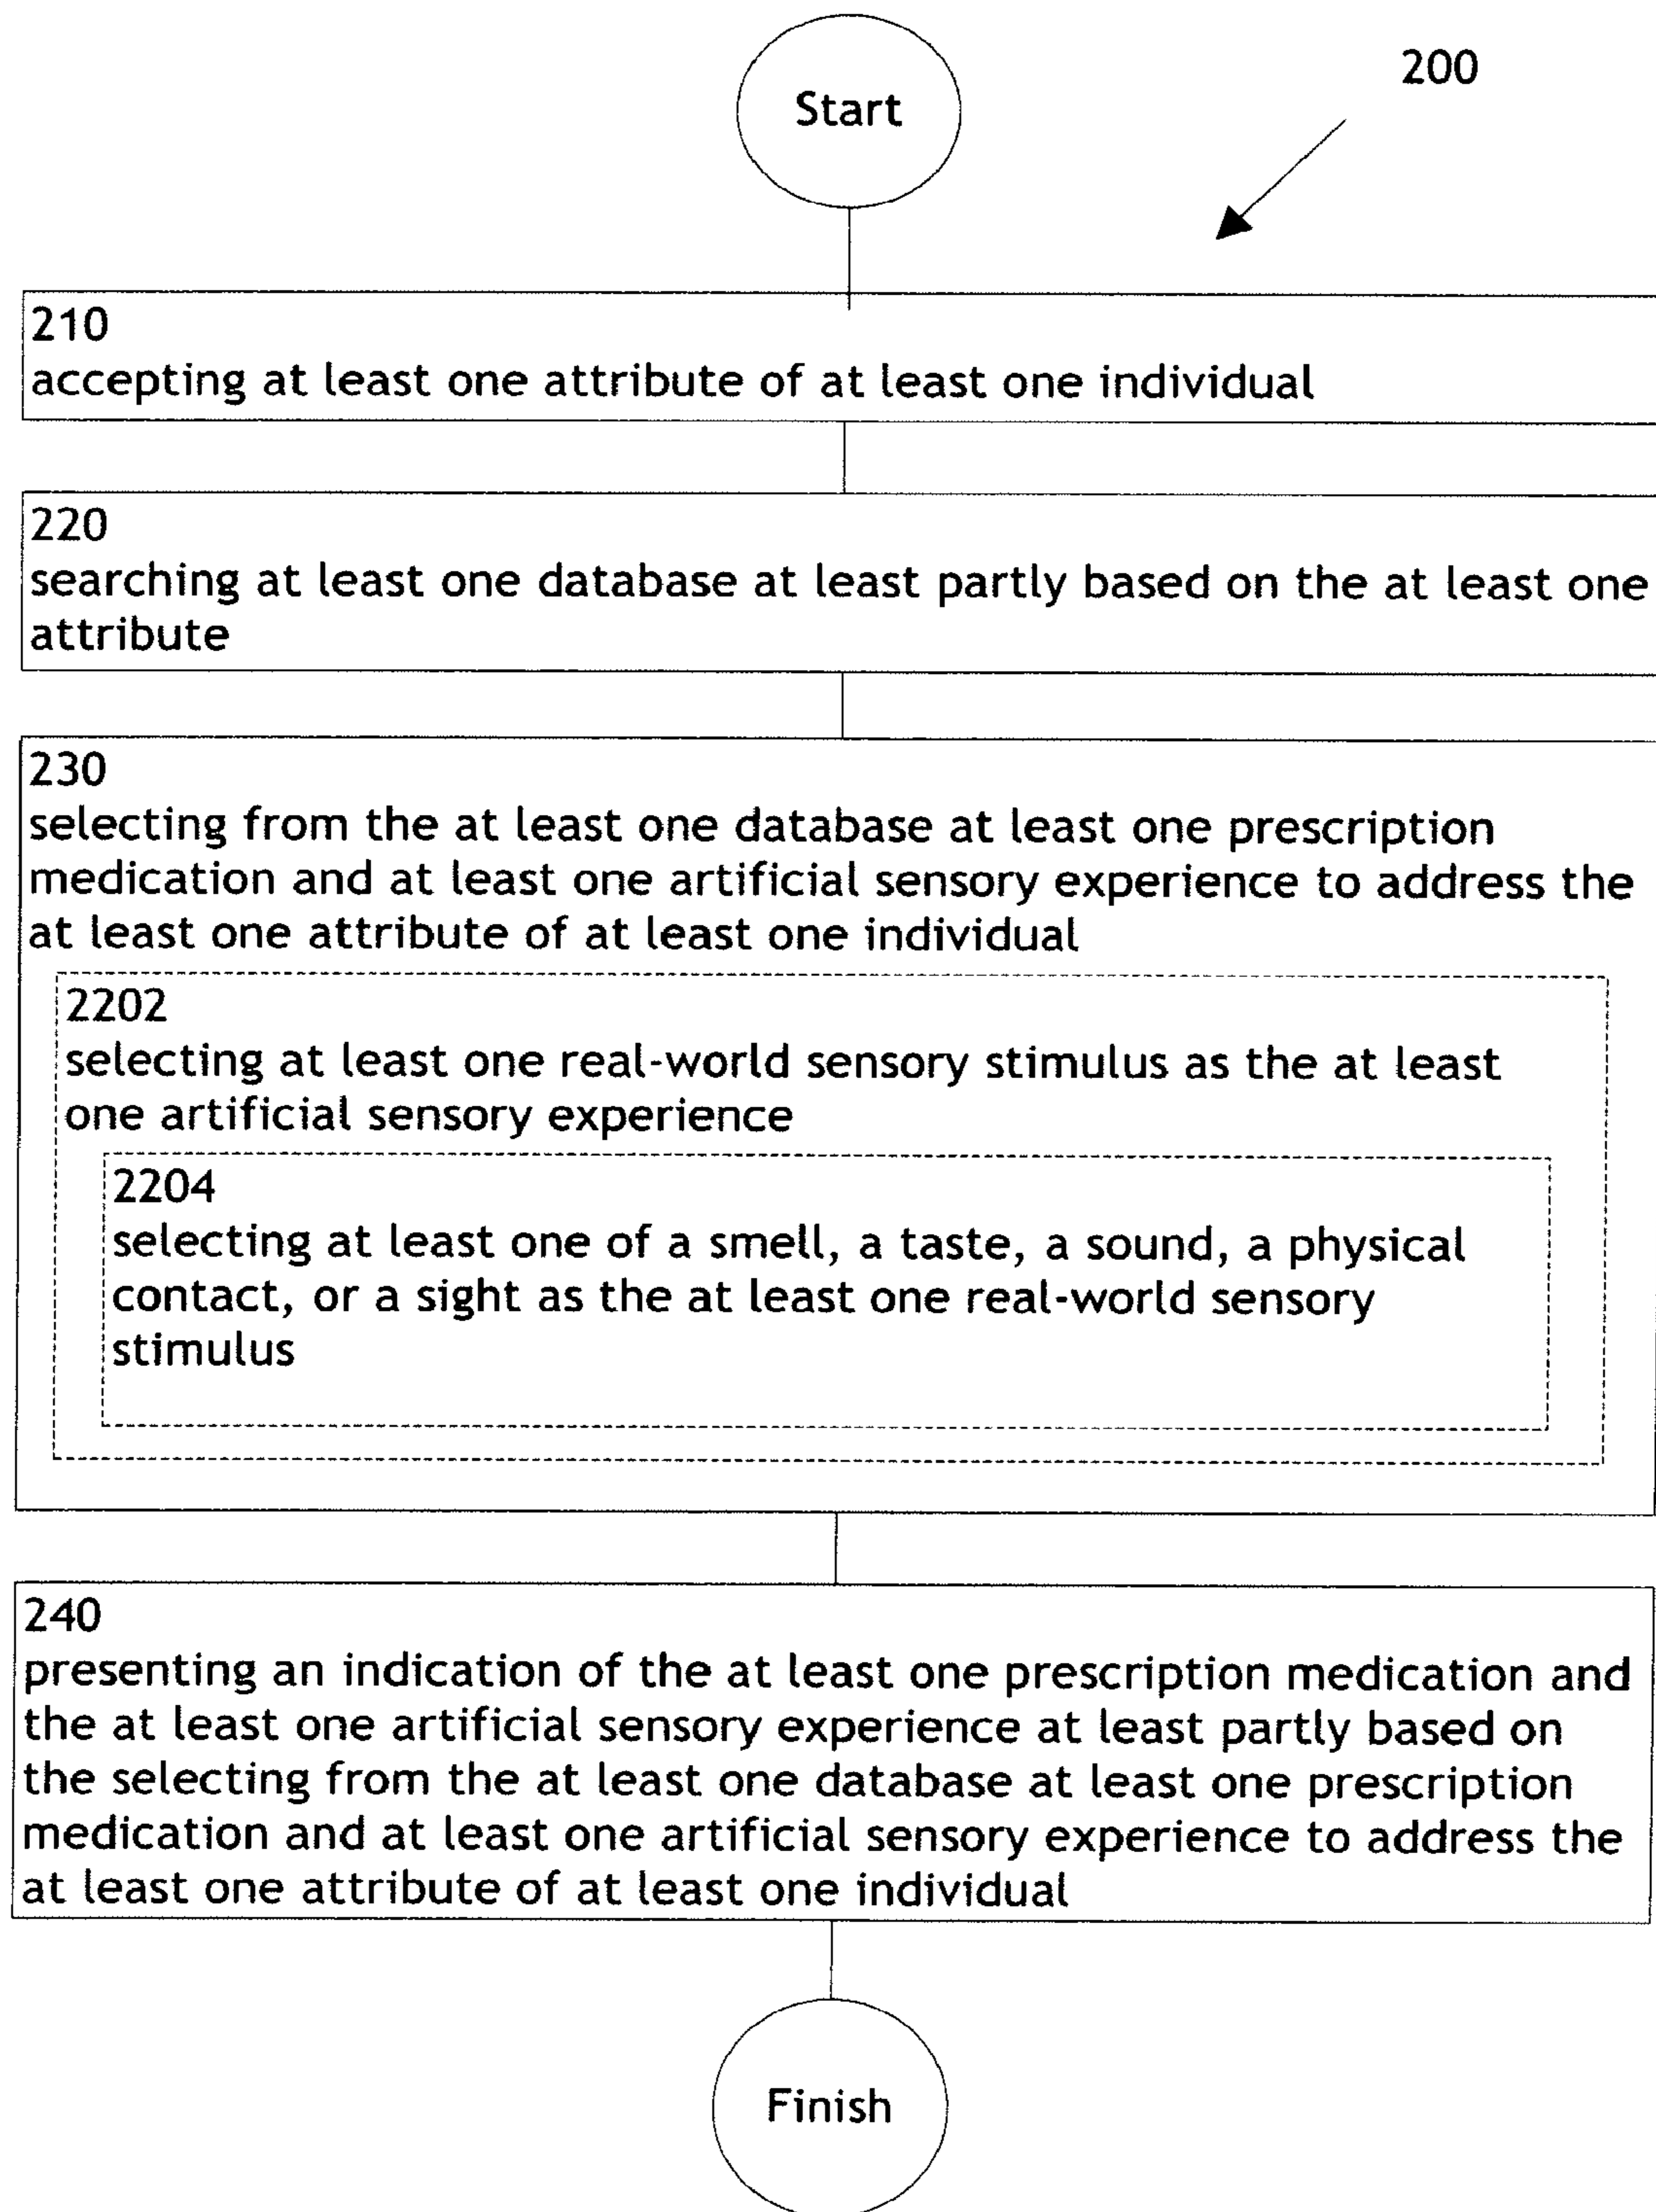 Start
200
210
accepting at least one attribute of at least one individual
220
searching at least one database at least partly based on the at least one
attribute
230
selecting from the at least one database at least one prescription
medication and at least one artificial sensory experience to address the
at least one attribute of at least one individual
2202
selecting at least one real-world sensory stimulus as the at least
one artificial sensory experience
2204
selecting at least one of a smell, a taste, a sound, a physical
contact, or a sight as the at least one real-world sensory
stimulus
240
presenting an indication of the at least one prescription medication and
the at least one artificial sensory experience at least partly based on
the selecting from the at least one database at least one prescription
medication and at least one artificial sensory experience to address the
at least one attribute of at least one individual
Finish